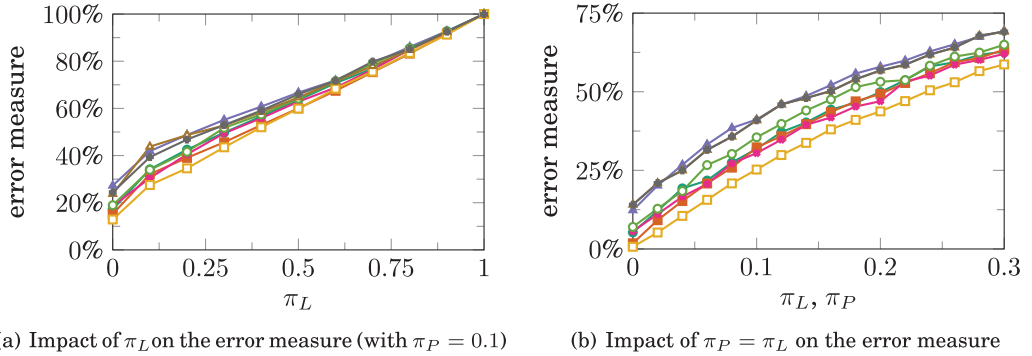 100%
80%
60%
40%
20%
0%
error measure
0 0.25 0.5 0.75 1
π_L
(a) Impact of π_L on the error measure (with π_P = 0.1)
75%
50%
25%
0%
error measure
0 0.1 0.2 0.3
π_L, π_P
(b) Impact of π_P = π_L on the error measure